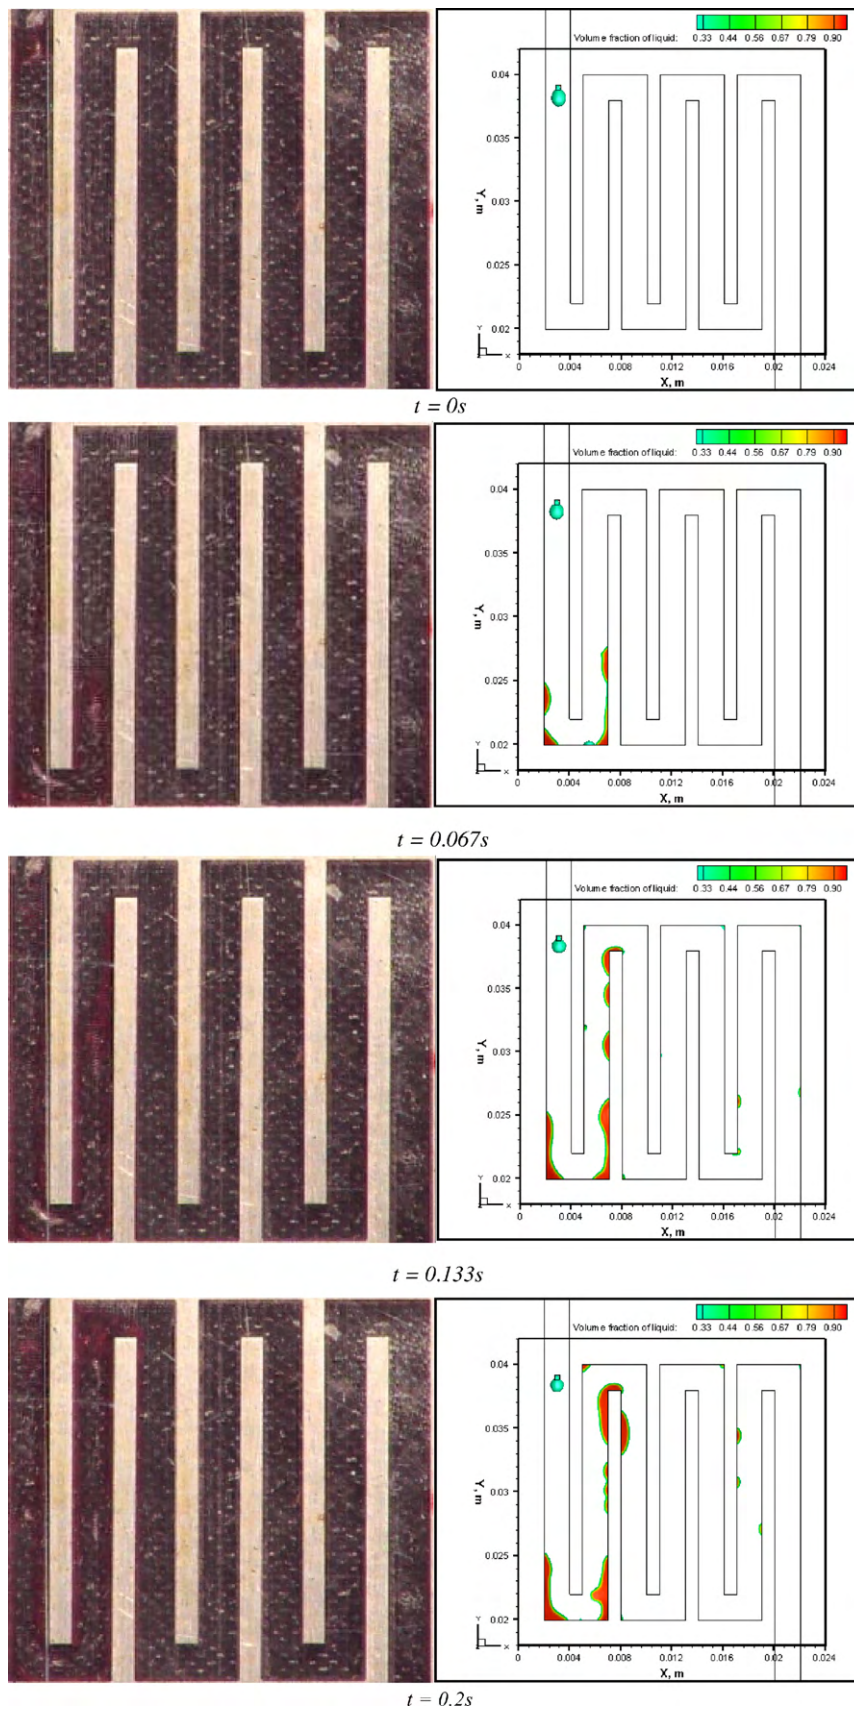 Volume fraction of liquid:
0.33 0.44 0.56 0.67 0.79 0.90
0.04
0.035
0.03
0.025
0.02
Y, m
0 0.004 0.008 0.012 0.016 0.02 0.024
X, m
Y
Z X
t = 0s
Volume fraction of liquid:
0.33 0.44 0.56 0.67 0.79 0.90
0.04
0.035
0.03
0.025
0.02
Y, m
0 0.004 0.008 0.012 0.016 0.02 0.024
X, m
Y
Z X
t = 0.067s
Volume fraction of liquid:
0.33 0.44 0.56 0.67 0.79 0.90
0.04
0.035
0.03
0.025
0.02
Y, m
0 0.004 0.008 0.012 0.016 0.02 0.024
X, m
Y
Z X
t = 0.133s
Volume fraction of liquid:
0.33 0.44 0.56 0.67 0.79 0.90
0.04
0.035
0.03
0.025
0.02
Y, m
0 0.004 0.008 0.012 0.016 0.02 0.024
X, m
Y
Z X
t = 0.2s